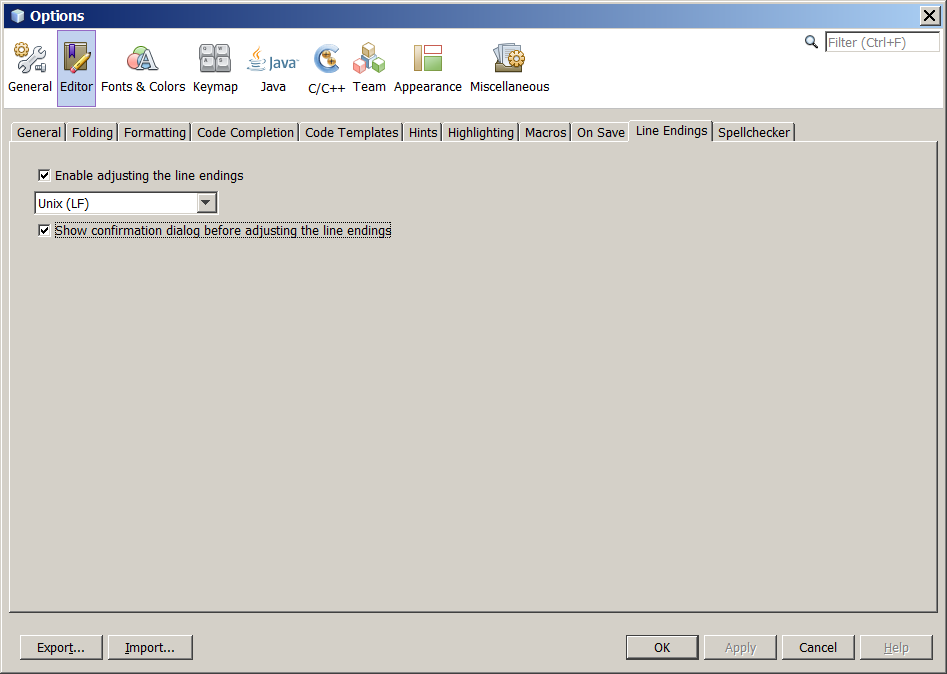 Options
Filter (Ctrl+F)
General Editor Fonts & Colors Keymap Java Java C/C++ Team Appearance Miscellaneous
General Folding Formatting Code Completion Code Templates Hints Highlighting Macros On Save Line Endings Spellchecker
Enable adjusting the line endings
Unix (LF)
Show confirmation dialog before adjusting the line endings
Export... Import... OK Apply Cancel Help